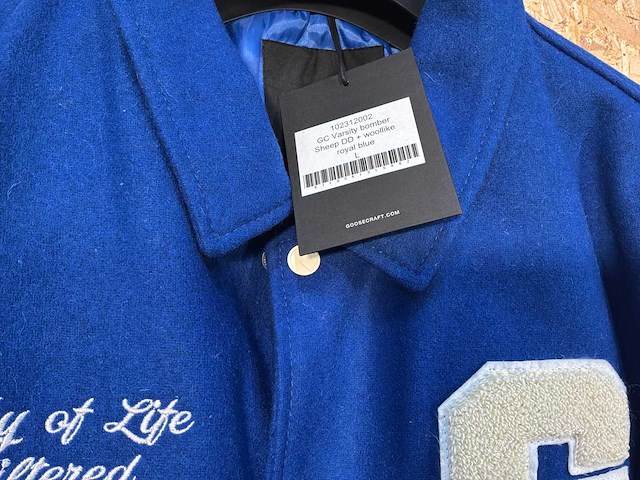 102312002
GC Varsity bomber
Sheep DD + woollike
royal blue
L
GOOSECRAFT.COM
of Life
G